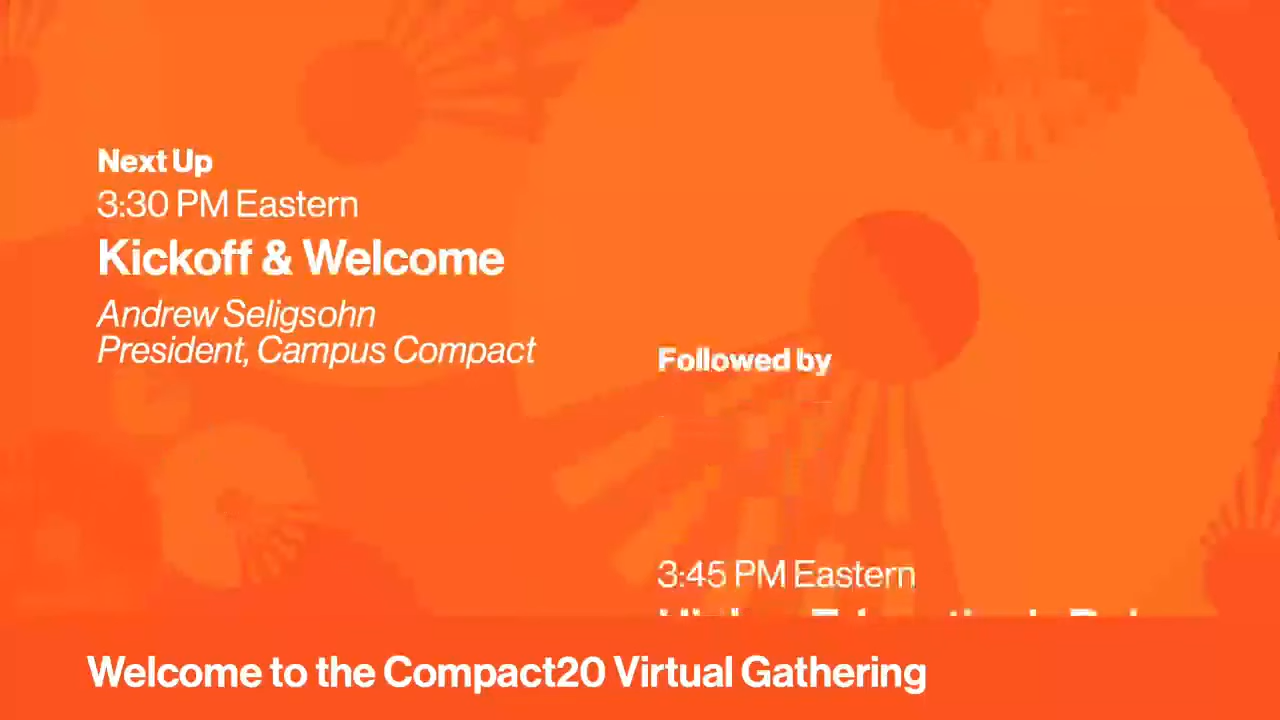 Next Up
3:30 PM Eastern
Kickoff & Welcome
Andrew Seligsohn
President, Campus Compact
Followed by
3:45 PM Eastern
Welcome to the Compact20 Virtual Gathering